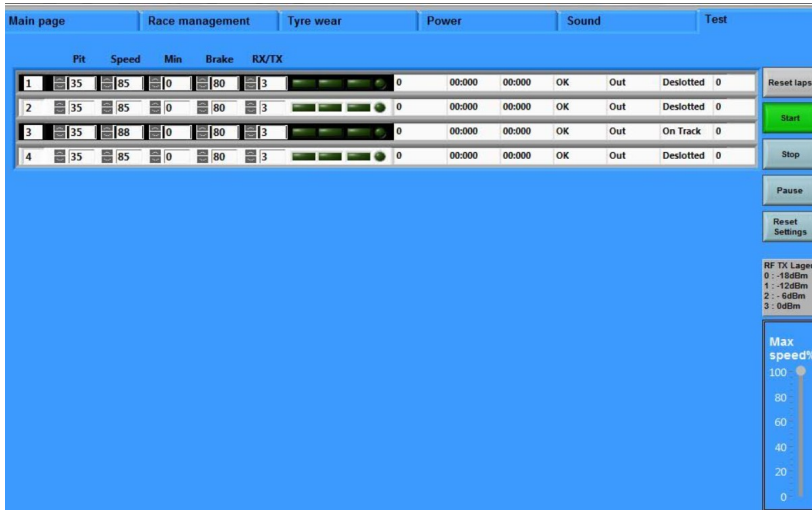 Main page Race management Tyre wear Power Sound Test
Pit Speed Min Brake RX/TX
1 35 85 0 80 3 0 00:000 00:000 OK Out Deslotted 0
2 35 85 0 80 3 0 00:000 00:000 OK Out Deslotted 0
3 35 88 0 80 3 0 00:000 00:000 OK Out On Track 0
4 35 85 0 80 3 0 00:000 00:000 OK Out Deslotted 0
Reset laps
Start
Stop
Pause
Reset
Settings
RF TX Lagen
0 : -18dBm
1 : -12dBm
2 : - 6dBm
3 : 0dBm
Max
speed%
100
80
60
40
20
0